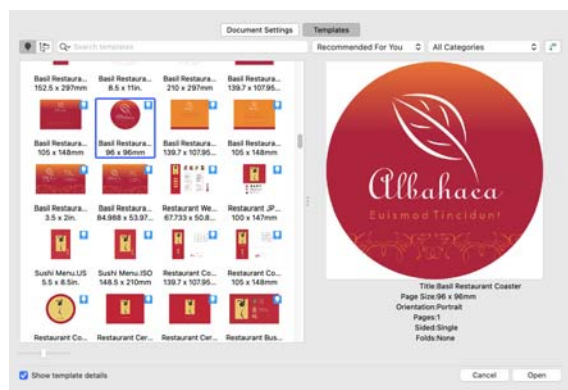 Document Settings
Templates
Search templates
Recommended For You
All Categories
Basil Restaura...
Basil Restaura...
Basil Restaura...
Basil Restaura...
152.5 x 297mm
8.5 x 11in.
210 x 297mm
139.7 x 107.95...
Basil Restaura...
Basil Restaura...
Basil Restaura...
Basil Restaura...
105 x 148mm
96 x 96mm
139.7 x 107.95...
105 x 148mm
Basil Restaura...
Basil Restaura...
Restaurant We...
Restaurant JP...
3.5 x 2in.
84.988 x 53.97...
67.733 x 50.8...
100 x 147mm
Sushi Menu.US
Sushi Menu.ISO
Restaurant Co...
Restaurant Co...
5.5 x 8.5in.
148.5 x 210mm
139.7 x 107.95...
105 x 148mm
Restaurant Co...
Restaurant Cer...
Restaurant Cer...
Restaurant Bus...
Albahaca
Euismod Tincidunt
Title:Basil Restaurant Coaster
Page Size:96 x 96mm
Orientation:Portrait
Pages:1
Sided:Single
Folds:None
Show template details
Cancel
Open